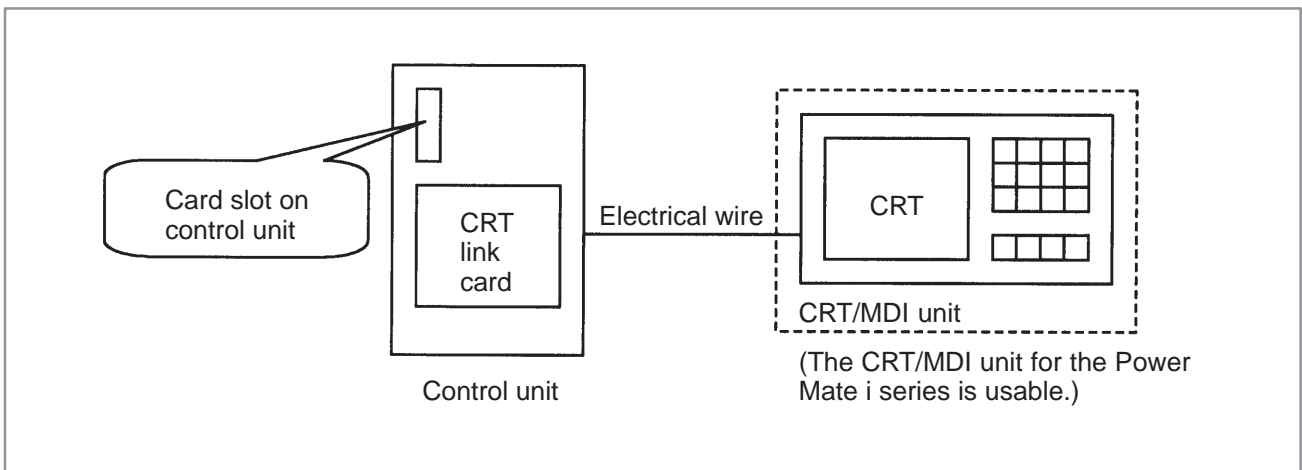 Card slot on
control unit
CRT
link
card
Electrical wire
CRT
CRT/MDI unit
Control unit
(The CRT/MDI unit for the Power
Mate i series is usable.)